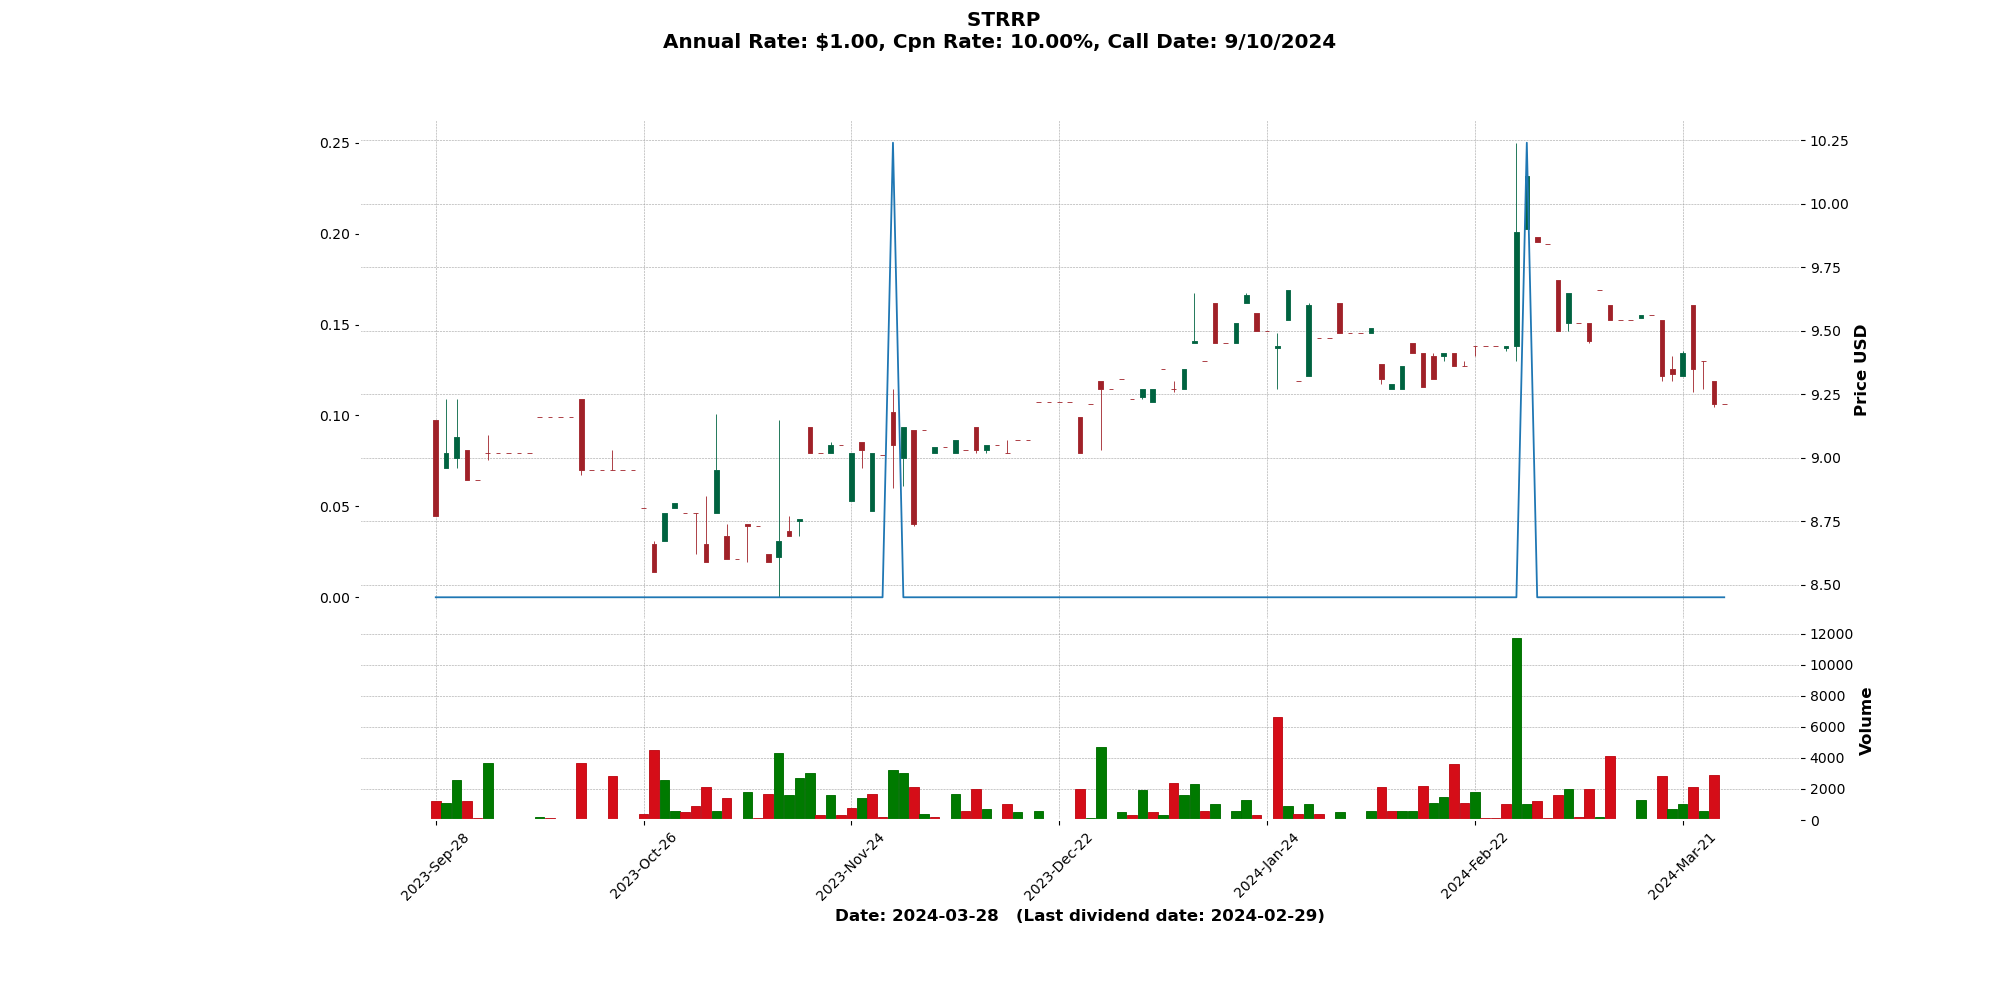 STRRP
Annual Rate: $1.00, Cpn Rate: 10.00%, Call Date: 9/10/2024
0.25
0.20
0.15
0.10
0.05
0.00
10.25
10.00
9.75
9.50
9.25
9.00
8.75
8.50
Price USD
12000
10000
8000
6000
4000
2000
0
Volume
2023-Sep-28
2023-Oct-26
2023-Nov-24
2023-Dec-22
2024-Jan-24
2024-Feb-22
2024-Mar-21
Date: 2024-03-28 (Last dividend date: 2024-02-29)